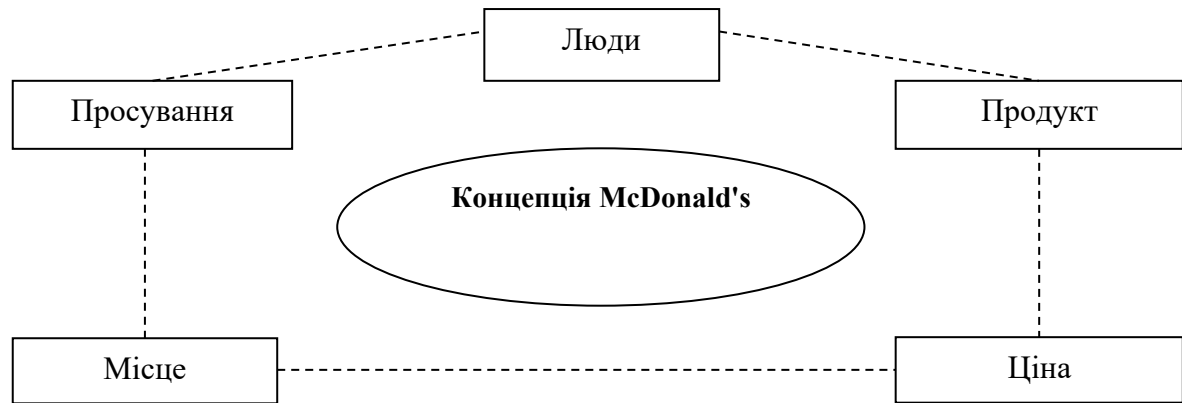 Люди
Просування
Продукт
Концепція McDonald's
Місце
Ціна